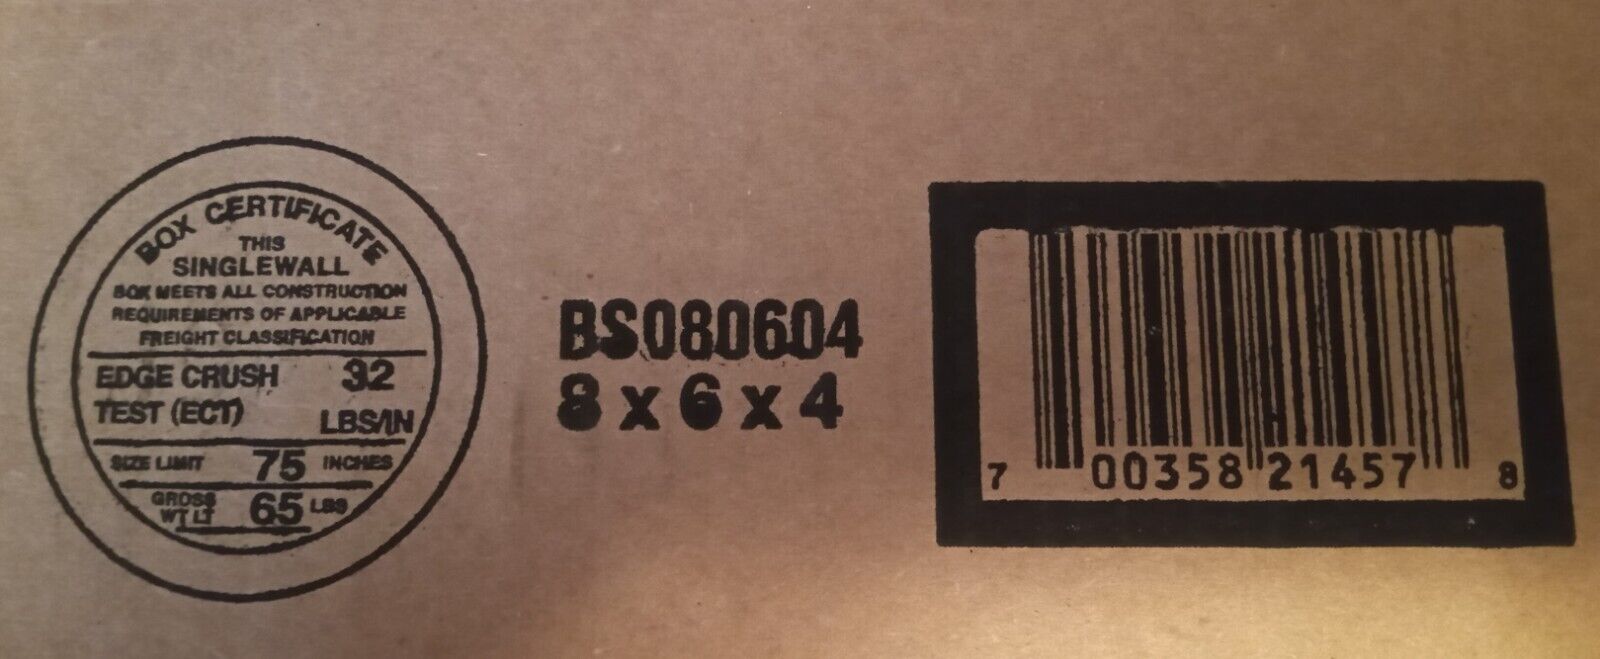 BOX CERTIFICATE
THIS
SINGLEWALL
BOX MEETS ALL CONSTRUCTION
REQUIREMENTS OF APPLICABLE
FREIGHT CLASSIFICATION
EDGE CRUSH 32
TEST (ECT) LBS/IN
SIZE LIMIT 75 INCHES
GROSS
WT LT 65 LBS
BS080604
8 x 6 x 4
7 00358 21457 8